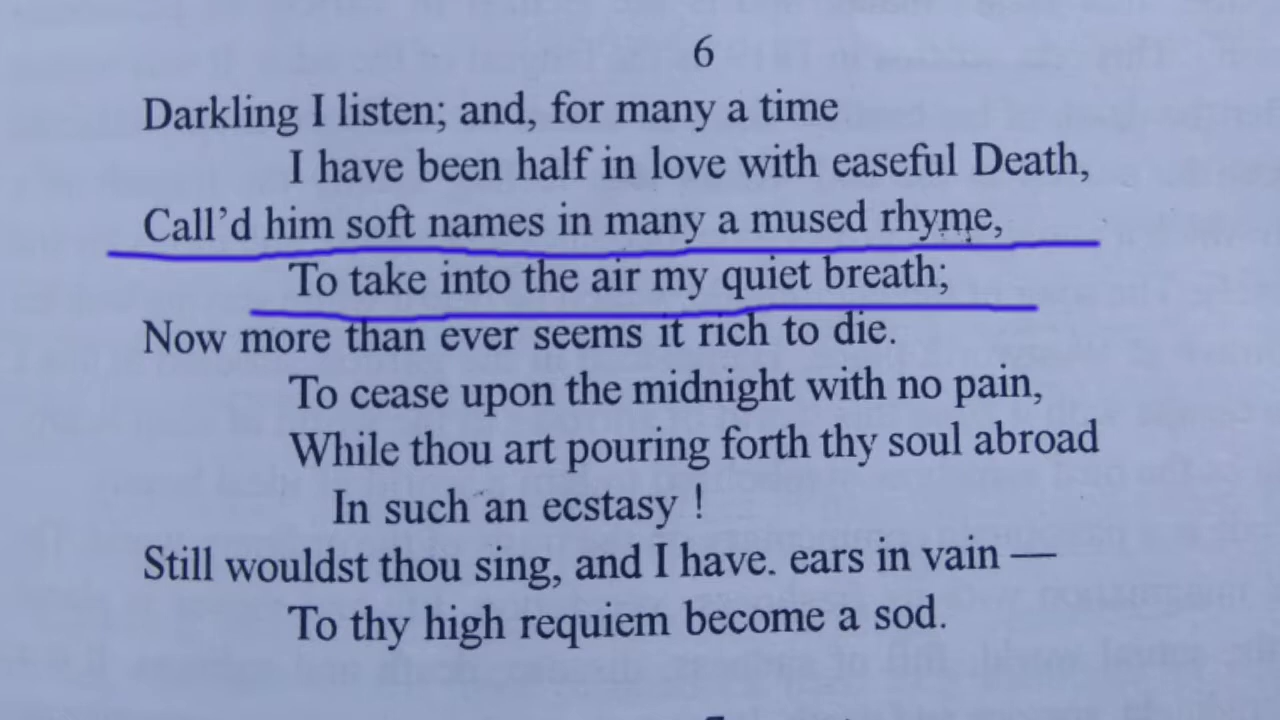 6
Darkling I listen; and, for many a time
I have been half in love with easeful Death,
Call'd him soft names in many a mused rhyme,
To take into the air my quiet breath;
Now more than ever seems it rich to die.
To cease upon the midnight with no pain,
While thou art pouring forth thy soul abroad
In such an ecstasy !
Still wouldst thou sing, and I have. ears in vain —
To thy high requiem become a sod.